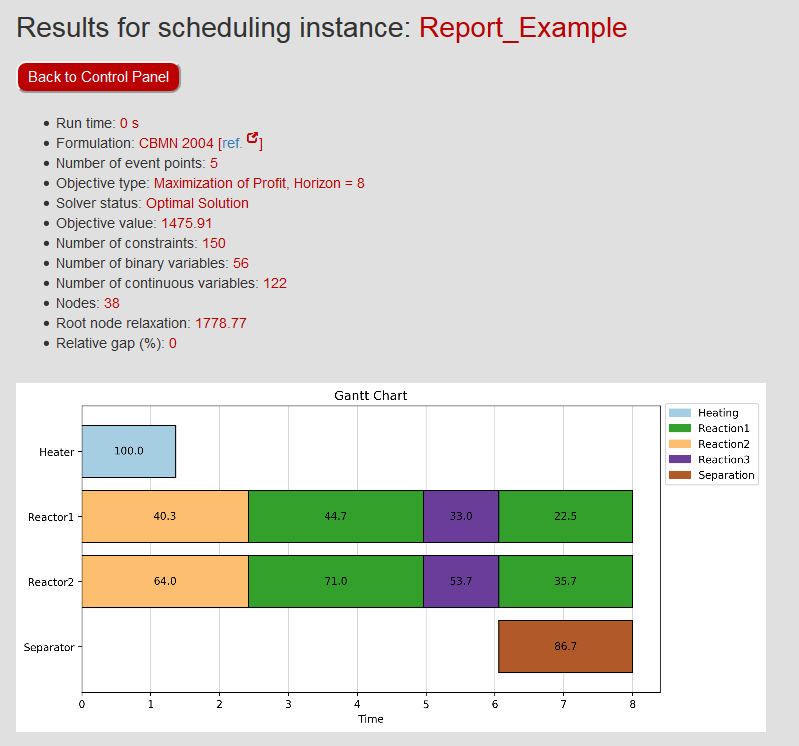 Results for scheduling instance: Report_Example
Back to Control Panel
Run time: 0 s
Formulation: CBMN 2004 [ref. ]
Number of event points: 5
Objective type: Maximization of Profit, Horizon = 8
Solver status: Optimal Solution
Objective value: 1475.91
Number of constraints: 150
Number of binary variables: 56
Number of continuous variables: 122
Nodes: 38
Root node relaxation: 1778.77
Relative gap (%): 0
Gantt Chart
Heating
Reaction1
Reaction2
Reaction3
Separation
Heater 100.0
Reactor1 40.3 44.7 33.0 22.5
Reactor2 64.0 71.0 53.7 35.7
Separator 86.7
0 1 2 3 4 5 6 7 8
Time